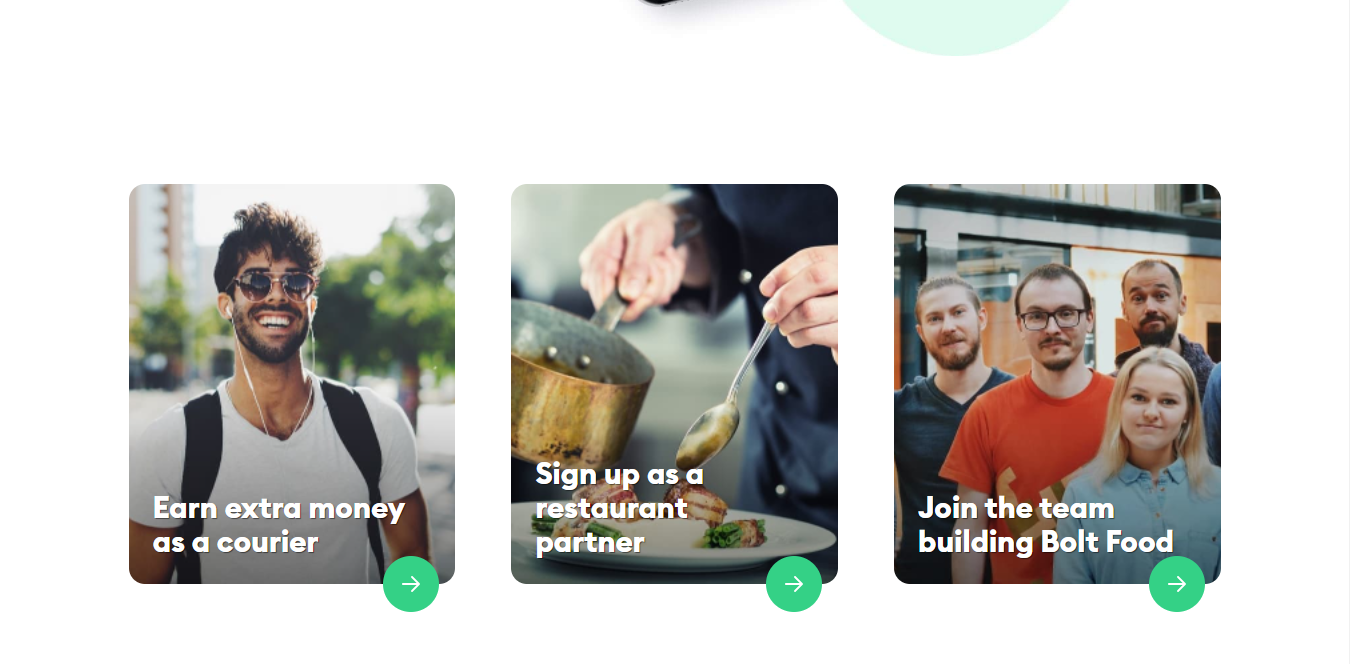 Earn extra money
as a courier
Sign up as a
restaurant
partner
Join the team
building Bolt Food